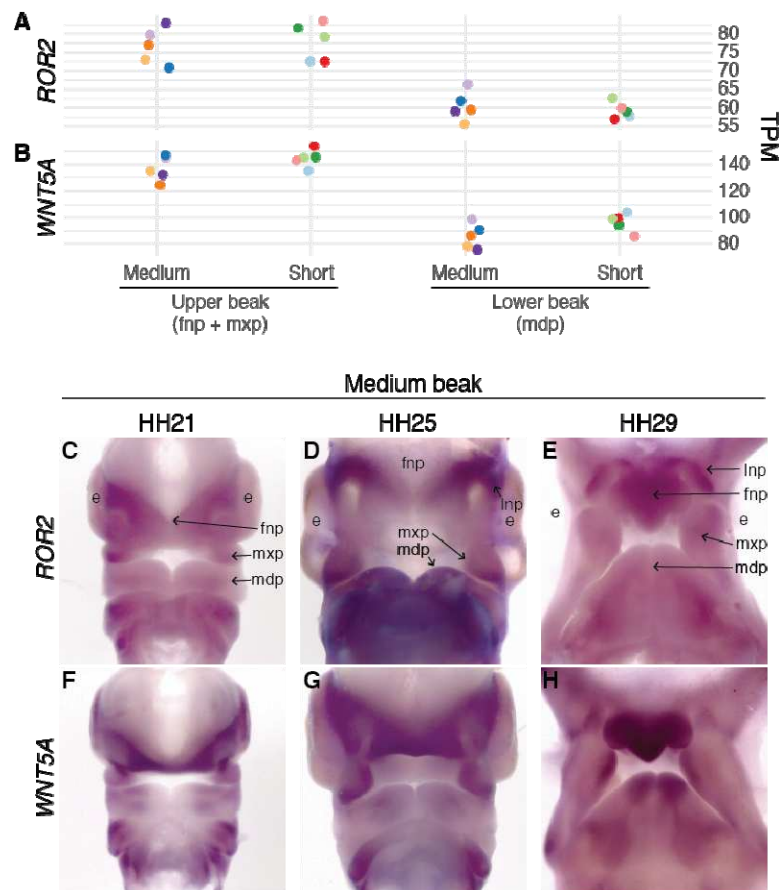 A
ROR2
80
75
70
65
60
55
TPM
B
WNT5A
140
120
100
80
Medium Short Medium Short
Upper beak Lower beak
(fnp + mxp) (mdp)
Medium beak
HH21 HH25 HH29
ROR2
C
e e
fnp
mxp
mdp
D
fnp
lnp
e e
mxp
mdp
E
lnp
fnp
e e
mxp
mdp
WNT5A
F
G
H